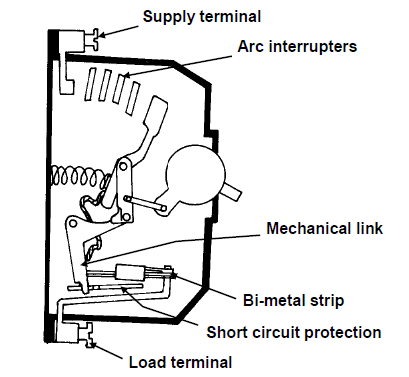 Supply terminal
Arc interrupters
Mechanical link
Bi-metal strip
Short circuit protection
Load terminal